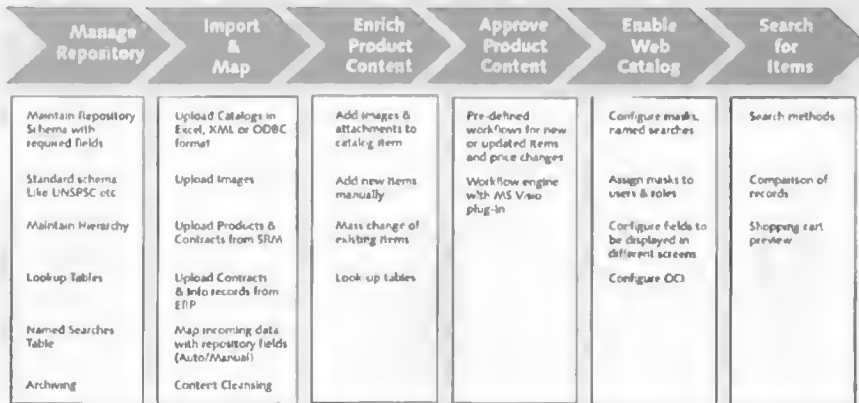 Manage
Repository
Import
&
Map
Enrich
Product
Content
Approve
Product
Content
Enable
Web
Catalog
Search
for
Items
Maintain Repository
Schema with
required fields
Standard schema
Like UNSPSC etc
Maintain Hierarchy
Lookup Tables
Named Searches
Table
Archiving
Upload Catalogs in
Excel, XML or ODBC
format
Upload Images
Upload Products &
Contracts from SRM
Upload Contracts
& Info records from
ERP
Map incoming data
with repository fields
(Auto/Manual)
Content Cleansing
Add images &
attachments to
catalog item
Add new items
manually
Mass change of
existing items
Look-up tables
Pre-defined
workflows for new
or updated items
and price changes
Workflow engine
with MS Visio
plug-in
Configure masks,
named searches
Assign masks to
users & roles
Configure fields to
be displayed in
different screens
Configure OCI
Search methods
Comparison of
records
Shopping cart
preview